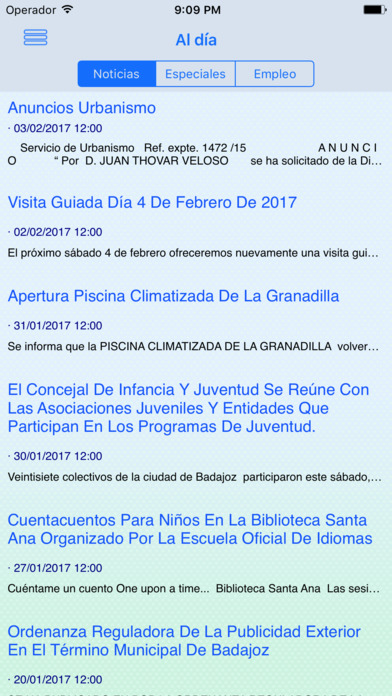 Operador 9:09 PM
Al día
Noticias Especiales Empleo
Anuncios Urbanismo
· 03/02/2017 12:00
Servicio de Urbanismo Ref. expte. 1472 /15 A N U N C I
O “ Por D. JUAN THOVAR VELOSO se ha solicitado de la Di…
Visita Guiada Día 4 De Febrero De 2017
· 02/02/2017 12:00
El próximo sábado 4 de febrero ofreceremos nuevamente una visita gui…
Apertura Piscina Climatizada De La Granadilla
· 31/01/2017 12:00
Se informa que la PISCINA CLIMATIZADA DE LA GRANADILLA volver…
El Concejal De Infancia Y Juventud Se Reúne Con
Las Asociaciones Juveniles Y Entidades Que
Participan En Los Programas De Juventud.
· 30/01/2017 12:00
Veintisiete colectivos de la ciudad de Badajoz participaron este sábado,…
Cuentacuentos Para Niños En La Biblioteca Santa
Ana Organizado Por La Escuela Oficial De Idiomas
· 27/01/2017 12:00
Cuéntame un cuento One upon a time... Biblioteca Santa Ana Las sesi…
Ordenanza Reguladora De La Publicidad Exterior
En El Término Municipal De Badajoz
· 20/01/2017 12:00